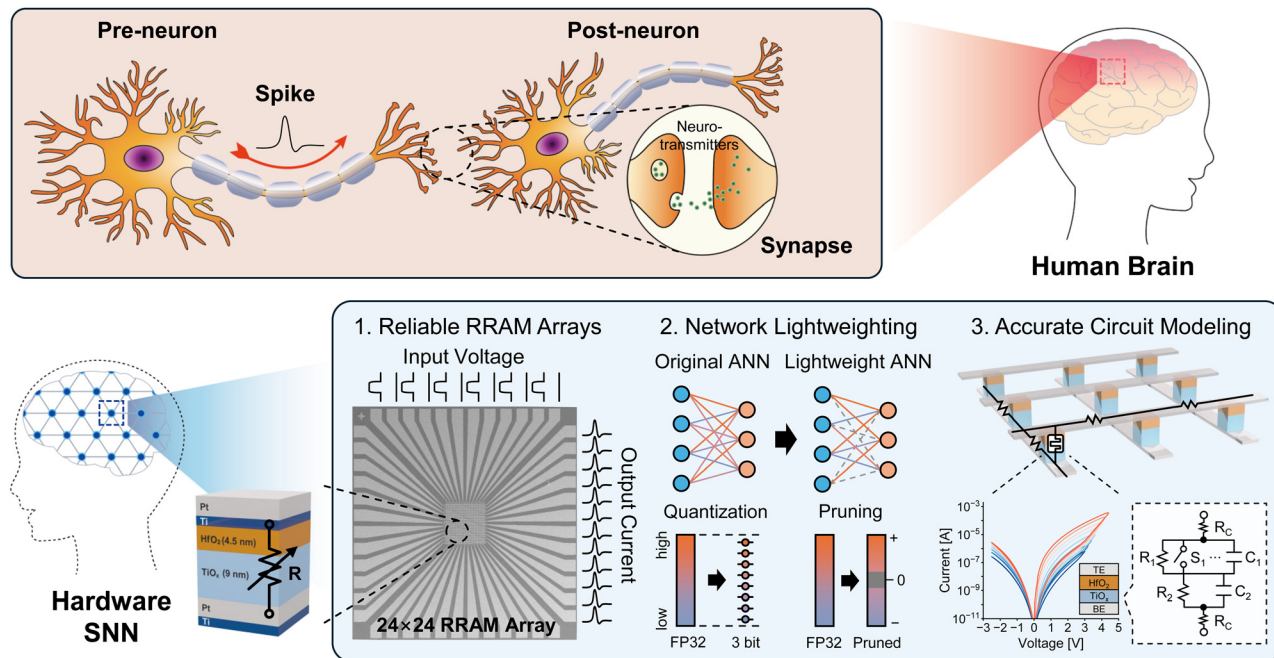 Pre-neuron
Post-neuron
Spike
Neuro-
transmitters
Synapse
Human Brain
Hardware
SNN
Pt
Ti
HfO₂ (4.5 nm)
TiOₓ (9 nm)
R
Pt
Ti
1. Reliable RRAM Arrays
Input Voltage
Output Current
24×24 RRAM Array
2. Network Lightweighting
Original ANN
Lightweight ANN
Quantization
high
low
FP32
3 bit
Pruning
+
0
−
FP32
Pruned
3. Accurate Circuit Modeling
Current [A]
10⁻³
10⁻⁵
10⁻⁷
10⁻⁹
10⁻¹¹
−3 −2 −1 0 1 2 3 4 5
Voltage [V]
TE
HfO₂
TiOₓ
BE
R_C
R₁
S₁ ...
C₁
R₂
C₂
R_C